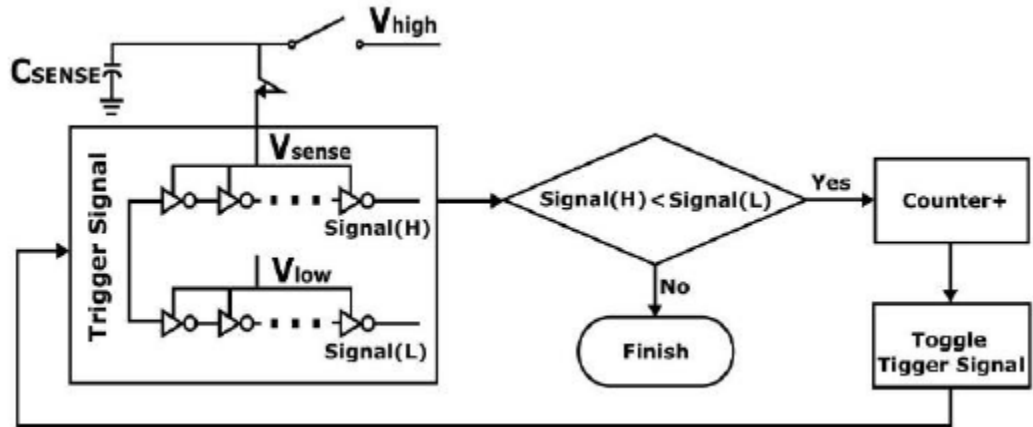 Vhigh
CSENSE
Vsense
Trigger Signal
Signal(H)
Vlow
Signal(L)
Signal(H) < Signal(L)
Yes
Counter+
No
Finish
Toggle
Tigger Signal